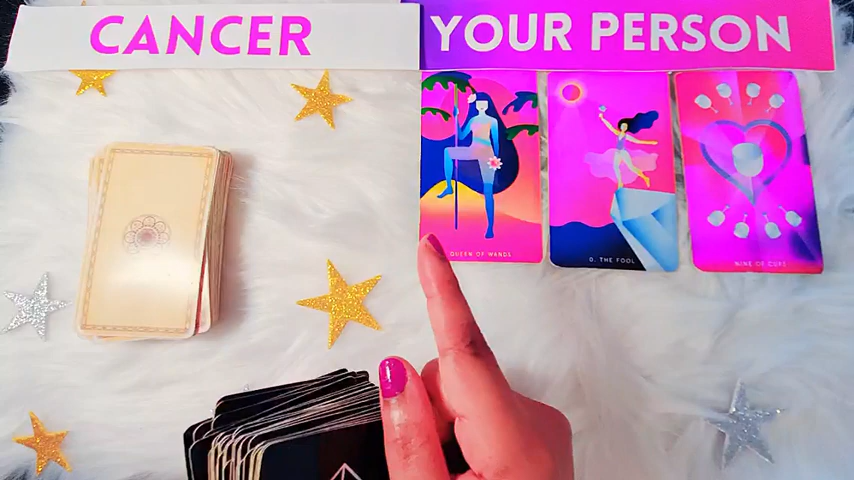 CANCER
YOUR PERSON
QUEEN OF WANDS
0. THE FOOL
NINE OF CUPS